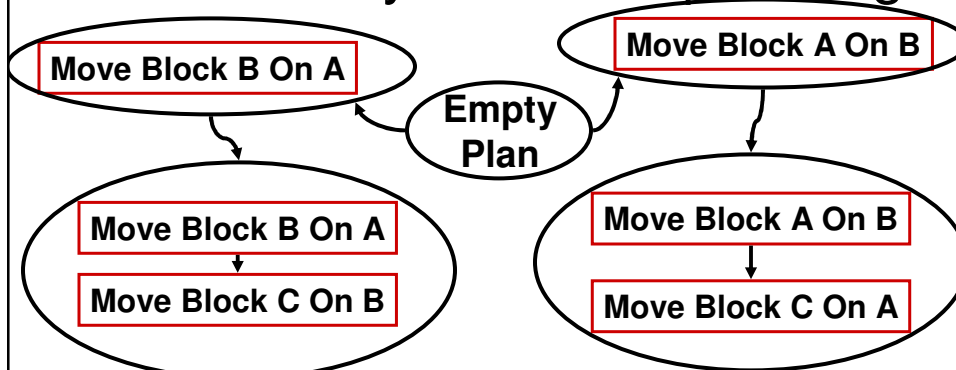 Move Block B On A
Move Block A On B
Empty
Plan
Move Block B On A
Move Block C On B
Move Block A On B
Move Block C On A